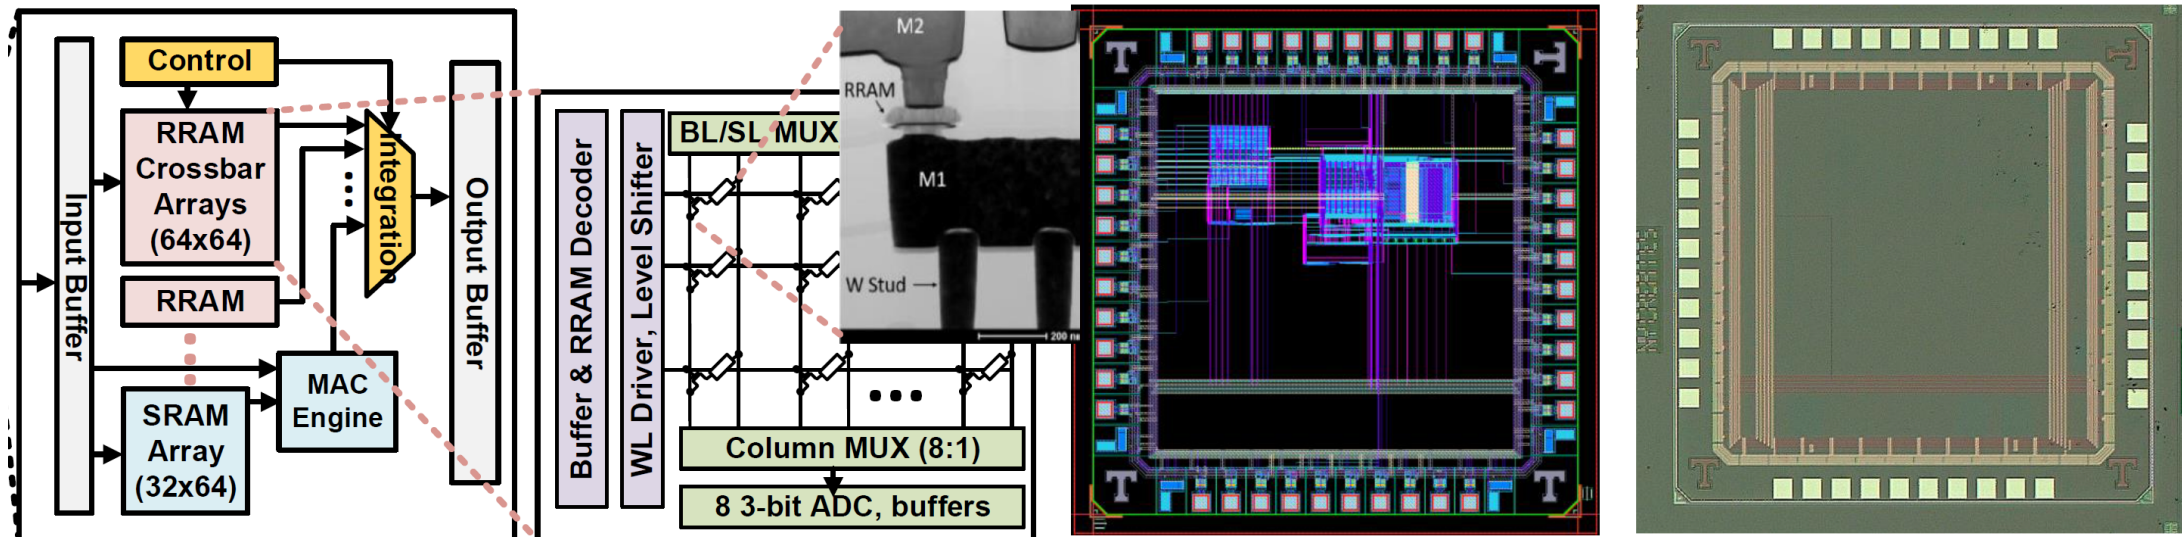 Input Buffer
Control
RRAM
Crossbar
Arrays
(64x64)
RRAM
SRAM
Array
(32x64)
MAC
Engine
Integration
Output Buffer
Buffer & RRAM Decoder
WL Driver, Level Shifter
BL/SL MUX
Column MUX (8:1)
8 3-bit ADC, buffers
M2
RRAM
M1
W Stud
200 n
T
T
T
T
T
T
T
T